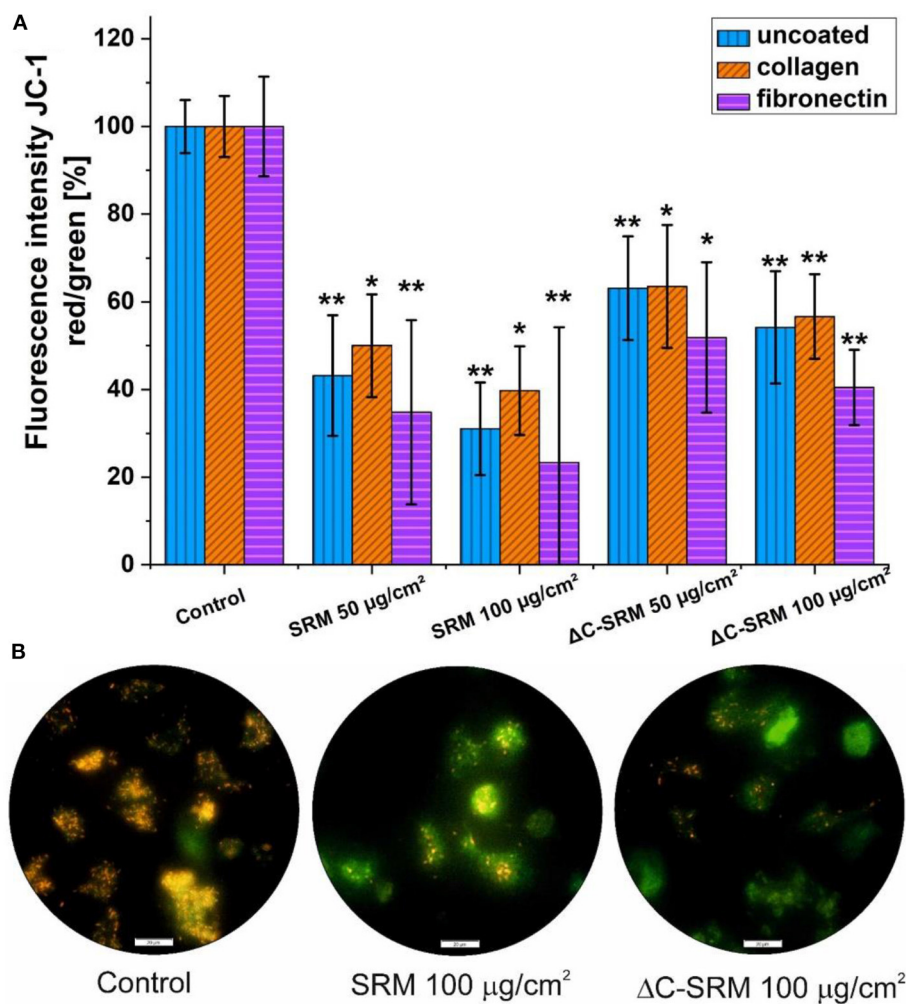 A
Fluorescence intensity JC-1
red/green [%]
120
100
80
60
40
20
0
uncoated
collagen
fibronectin
** * **
** * **
** * *
** ** **
Control
SRM 50 µg/cm²
SRM 100 µg/cm²
ΔC-SRM 50 µg/cm²
ΔC-SRM 100 µg/cm²
B
20 µm
Control
SRM 100 µg/cm²
ΔC-SRM 100 µg/cm²